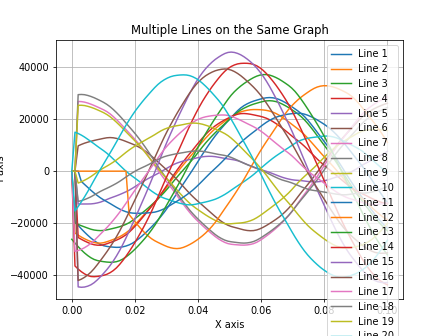 Multiple Lines on the Same Graph
40000
20000
0
−20000
−40000
0.00
0.02
0.04
0.06
X axis
axis
Line 1
Line 2
Line 3
Line 4
Line 5
Line 6
Line 7
Line 8
Line 9
Line 10
Line 11
Line 12
Line 13
Line 14
Line 15
Line 16
Line 17
Line 18
Line 19
Line 20